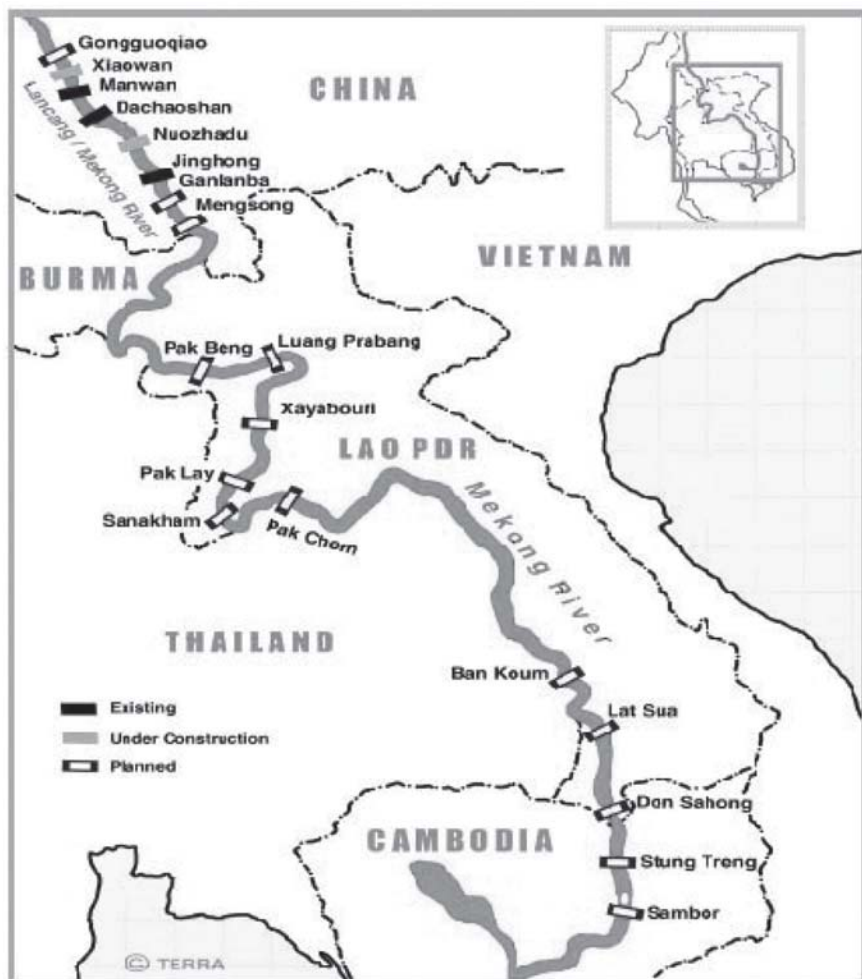 Gongguoqiao
Xiaowan
Manwan
Dachaoshan
Nuozhadu
Jinghong
Ganlanba
Mengsong
Lancang / Mekong River
CHINA
BURMA
VIETNAM
Pak Beng
Luang Prabang
Xayabouri
LAO PDR
Pak Lay
Sanakham
Pak Chom
Mekong River
THAILAND
Ban Koum
Lat Sua
Existing
Under Construction
Planned
Don Sahong
CAMBODIA
Stung Treng
Sambor
© TERRA